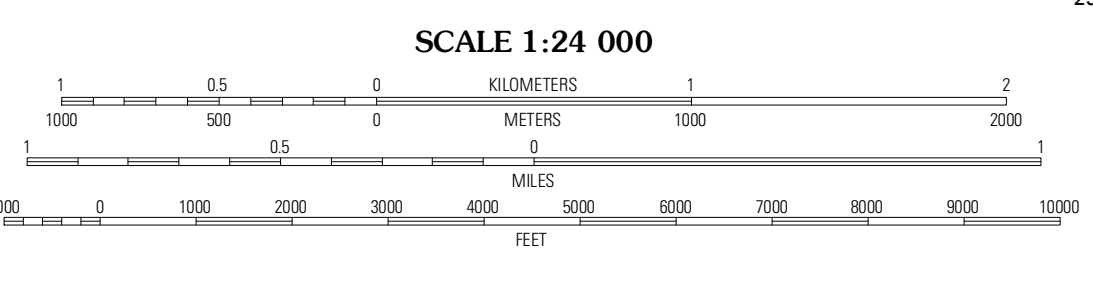 SCALE 1:24 000
1 0.5 0 KILOMETERS 1 2
1000 500 0 METERS 1000 2000
1 0.5 0 1
MILES
0 1000 2000 3000 4000 5000 6000 7000 8000 9000 10000
FEET